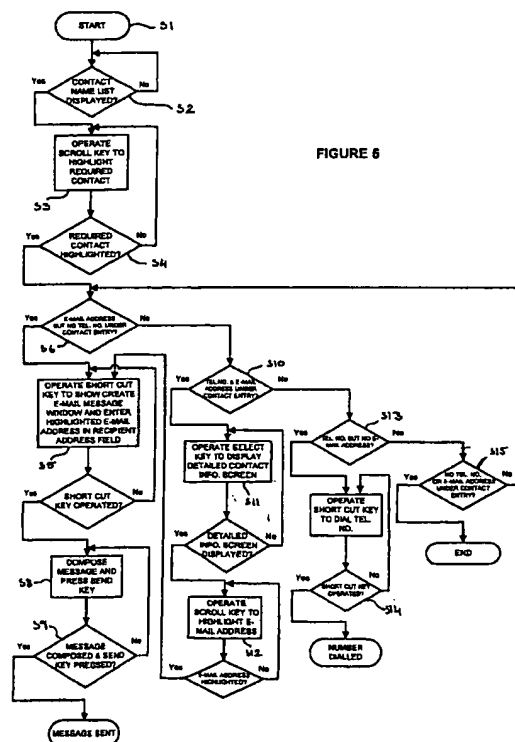 START
S1
Yes
CONTACT
NAME LIST
DISPLAYED?
No
S2
OPERATE
SCROLL KEY TO
HIGHLIGHT
REQUIRED
CONTACT
S3
FIGURE 6
Yes
REQUIRED
CONTACT
HIGHLIGHTED?
No
S4
Yes
E-MAIL ADDRESS
BUT NO TEL. NO. UNDER
CONTACT ENTRY?
No
S6
OPERATE SHORT CUT
KEY TO SHOW CREATE
E-MAIL MESSAGE
WINDOW AND ENTER
HIGHLIGHTED E-MAIL
ADDRESS IN RECIPIENT
ADDRESS FIELD
Yes
SHORT CUT
KEY OPERATED?
No
COMPOSE
MESSAGE AND
PRESS SEND
KEY
S8
S9
Yes
MESSAGE
COMPOSED & SEND
KEY PRESSED?
No
MESSAGE SENT
S10
Yes
TEL. NO. & E-MAIL
ADDRESS UNDER
CONTACT ENTRY?
No
OPERATE SELECT
KEY TO DISPLAY
DETAILED CONTACT
INFO. SCREEN
S11
Yes
DETAILED
INFO. SCREEN
DISPLAYED?
No
OPERATE
SCROLL KEY TO
HIGHLIGHT E-
MAIL ADDRESS
S12
Yes
E-MAIL ADDRESS
HIGHLIGHTED?
No
S13
Yes
TEL. NO. BUT NO E-
MAIL ADDRESS?
No
OPERATE
SHORT CUT KEY
TO DIAL TEL.
NO.
Yes
SHORT CUT KEY
OPERATED?
No
S14
NUMBER
DIALLED
S15
Yes
NO TEL. NO.
OR E-MAIL ADDRESS
UNDER CONTACT
ENTRY?
No
END